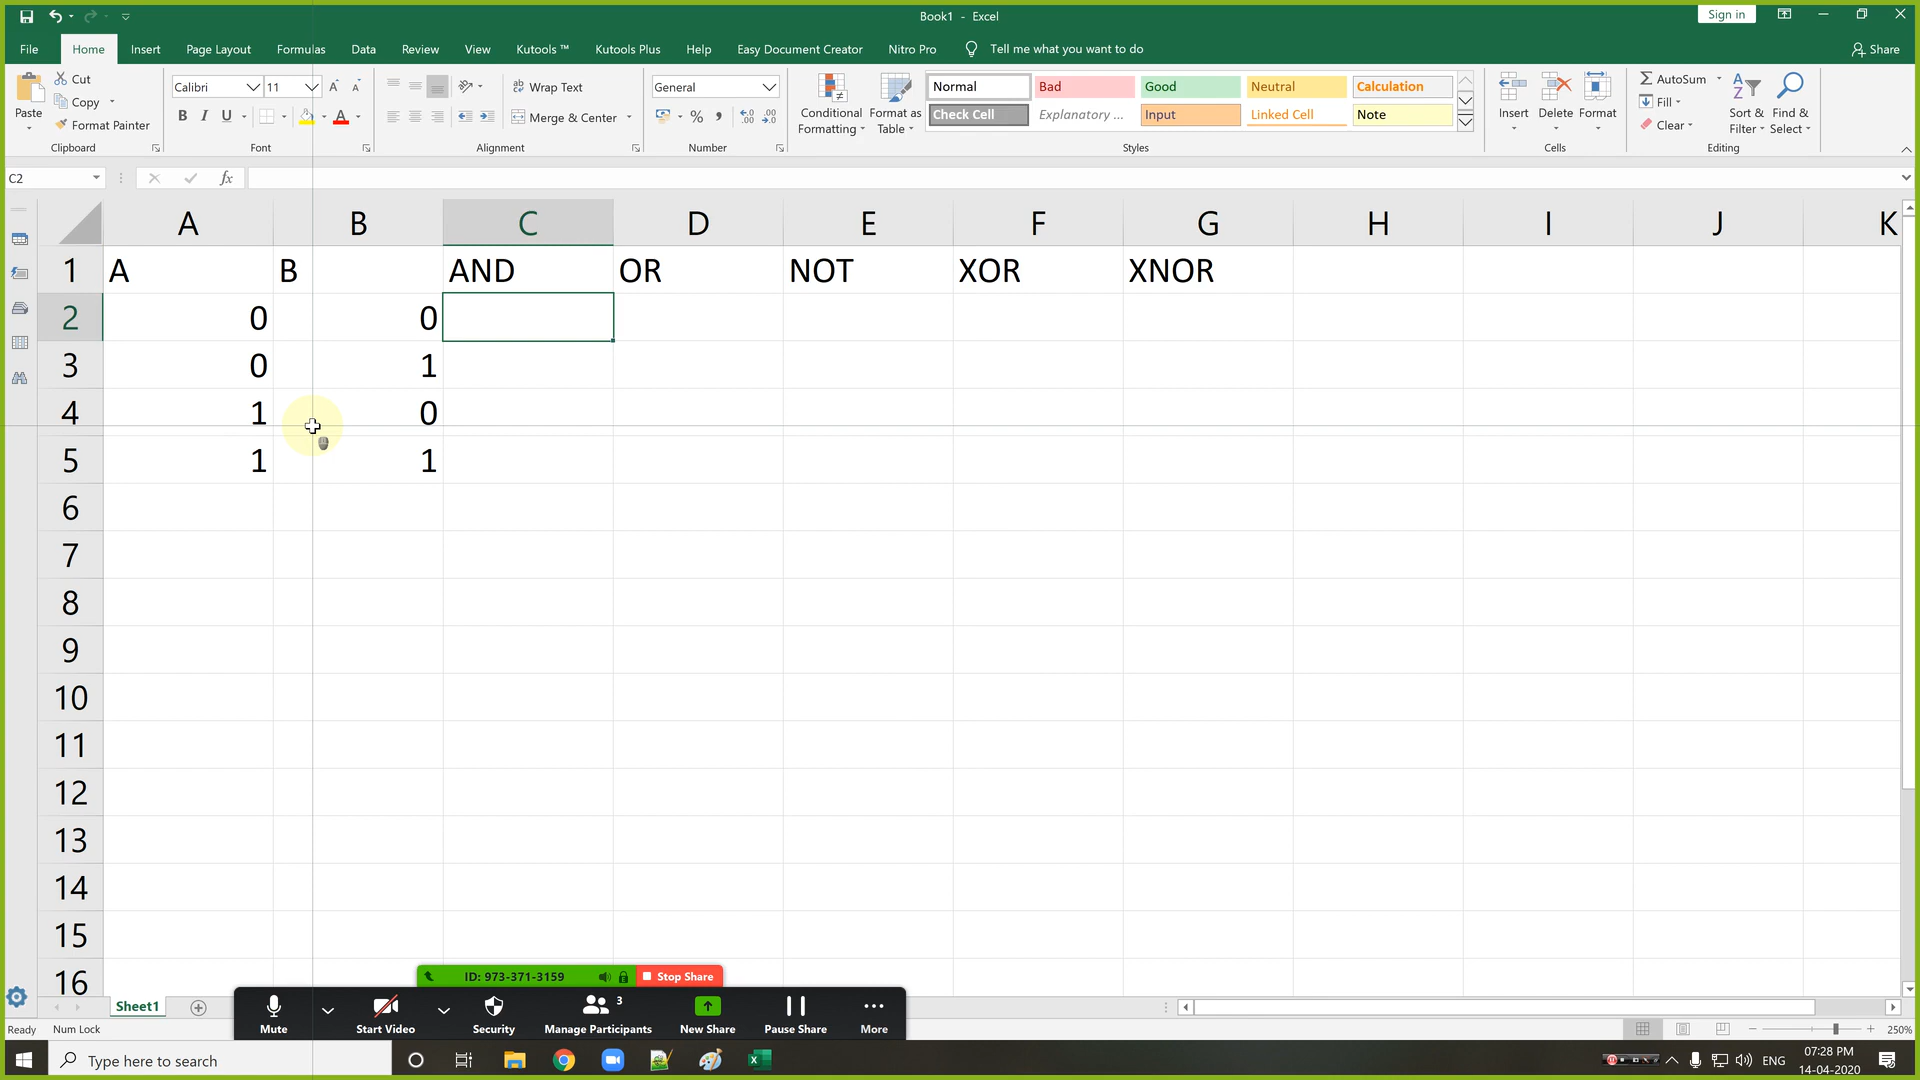 Book1 - Excel
Sign in
File Home Insert Page Layout Formulas Data Review View Kutools ™ Kutools Plus Help Easy Document Creator Nitro Pro Tell me what you want to do Share
Paste
Cut
Copy
Format Painter
Clipboard
Calibri 11
B I U
Font
Wrap Text
Merge & Center
Alignment
General
Number
Conditional Formatting
Format as Table
Normal Bad Good Neutral Calculation
Check Cell Explanatory ... Input Linked Cell Note
Styles
Insert Delete Format
Cells
AutoSum
Fill
Clear
Sort & Filter
Find & Select
Editing
C2 fx
A B C D E F G H I J K
1 A B AND OR NOT XOR XNOR
2 0 0
3 0 1
4 1 0
5 1 1
6
7
8
9
10
11
12
13
14
15
16
ID: 973-371-3159 Stop Share
Sheet1
Mute Start Video Security Manage Participants 3 New Share Pause Share More
Ready Num Lock 250%
Type here to search
ENG 07:28 PM
14-04-2020